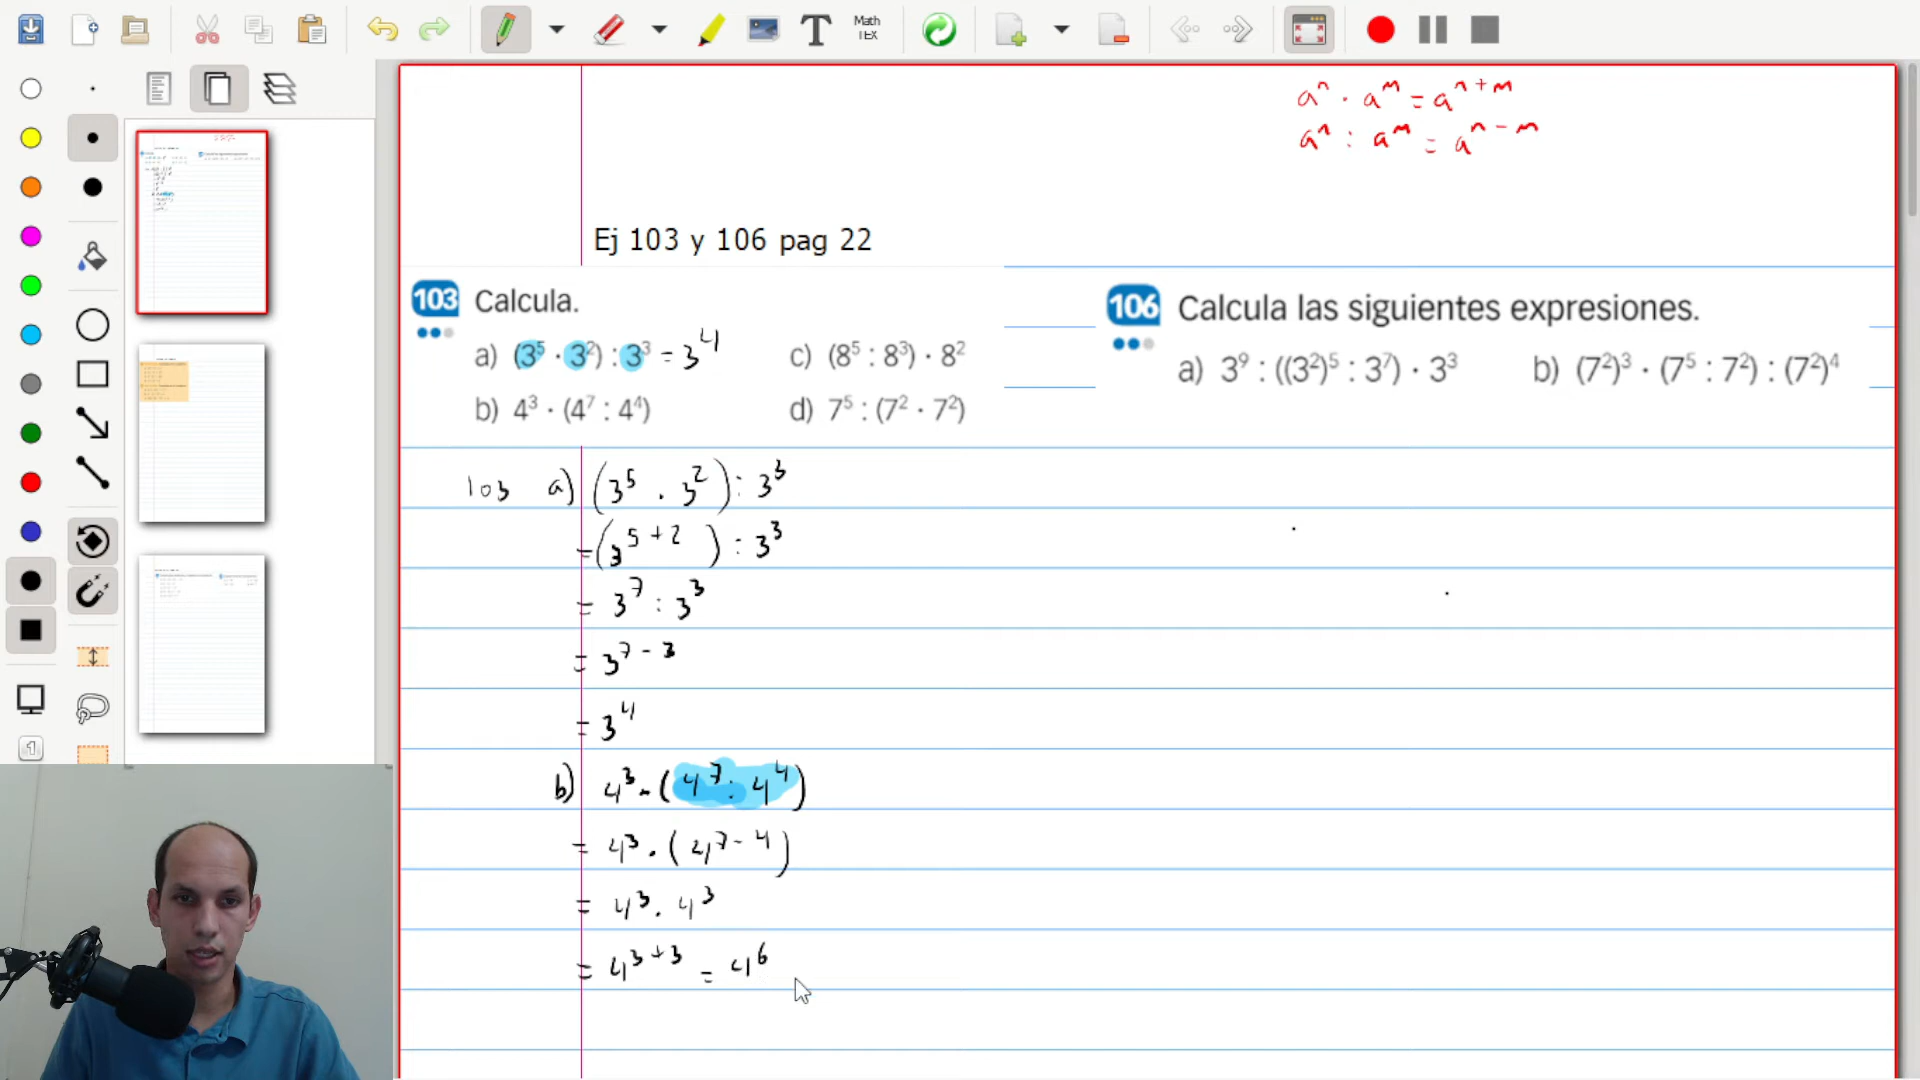 Math
TEX
aⁿ · aᵐ = aⁿ⁺ᵐ
aⁿ : aᵐ = aⁿ⁻ᵐ
Ej 103 y 106 pag 22
103 Calcula.
a) (3⁵ · 3²) : 3³ = 3⁴
c) (8⁵ : 8³) · 8²
b) 4³ · (4⁷ : 4⁴)
d) 7⁵ : (7² · 7²)
106 Calcula las siguientes expresiones.
a) 3⁹ : ((3²)⁵ : 3⁷) · 3³
b) (7²)³ · (7⁵ : 7²) : (7²)⁴
103 a) (3⁵ · 3²) : 3³
= (3⁵⁺²) : 3³
= 3⁷ : 3³
= 3⁷⁻³
= 3⁴
b) 4³ · (4⁷ : 4⁴)
= 4³ · (4⁷⁻⁴)
= 4³ · 4³
= 4³⁺³ = 4⁶